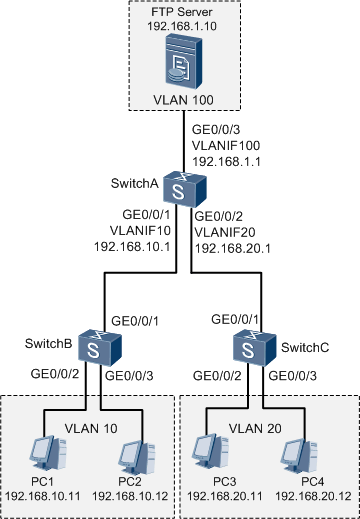 FTP Server
192.168.1.10
VLAN 100
GE0/0/3
VLANIF100
192.168.1.1
SwitchA
S
GE0/0/1
VLANIF10
192.168.10.1
GE0/0/2
VLANIF20
192.168.20.1
GE0/0/1
SwitchB
S
GE0/0/2
GE0/0/3
GE0/0/1
S
SwitchC
GE0/0/2
GE0/0/3
VLAN 10
PC1
192.168.10.11
PC2
192.168.10.12
VLAN 20
PC3
192.168.20.11
PC4
192.168.20.12